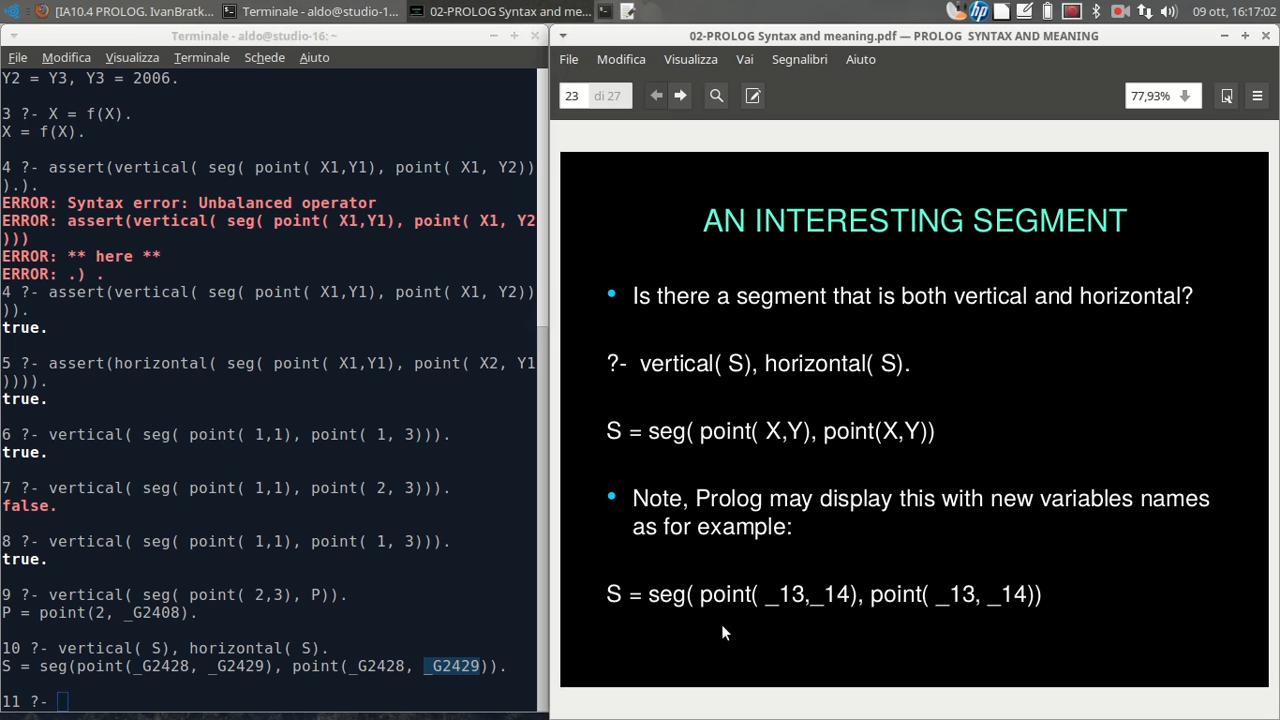 [IA10.4 PROLOG. IvanBratk...
Terminale - aldo@studio-1...
02-PROLOG Syntax and me...
09 ott, 16:17:02
Terminale - aldo@studio-16: ~
File Modifica Visualizza Terminale Schede Aiuto
Y2 = Y3, Y3 = 2006.
3 ?- X = f(X).
X = f(X).
4 ?- assert(vertical( seg( point( X1,Y1), point( X1, Y2))
).).
ERROR: Syntax error: Unbalanced operator
ERROR: assert(vertical( seg( point( X1,Y1), point( X1, Y2
)))
ERROR: ** here **
ERROR: .) .
4 ?- assert(vertical( seg( point( X1,Y1), point( X1, Y2))
)).
true.
5 ?- assert(horizontal( seg( point( X1,Y1), point( X2, Y1
)))).
true.
6 ?- vertical( seg( point( 1,1), point( 1, 3))).
true.
7 ?- vertical( seg( point( 1,1), point( 2, 3))).
false.
8 ?- vertical( seg( point( 1,1), point( 1, 3))).
true.
9 ?- vertical( seg( point( 2,3), P)).
P = point(2, _G2408).
10 ?- vertical( S), horizontal( S).
S = seg(point(_G2428, _G2429), point(_G2428, _G2429)).
11 ?-
02-PROLOG Syntax and meaning.pdf — PROLOG SYNTAX AND MEANING
File Modifica Visualizza Vai Segnalibri Aiuto
23 di 27
77,93%
AN INTERESTING SEGMENT
• Is there a segment that is both vertical and horizontal?
?- vertical( S), horizontal( S).
S = seg( point( X,Y), point(X,Y))
• Note, Prolog may display this with new variables names
as for example:
S = seg( point( _13,_14), point( _13, _14))